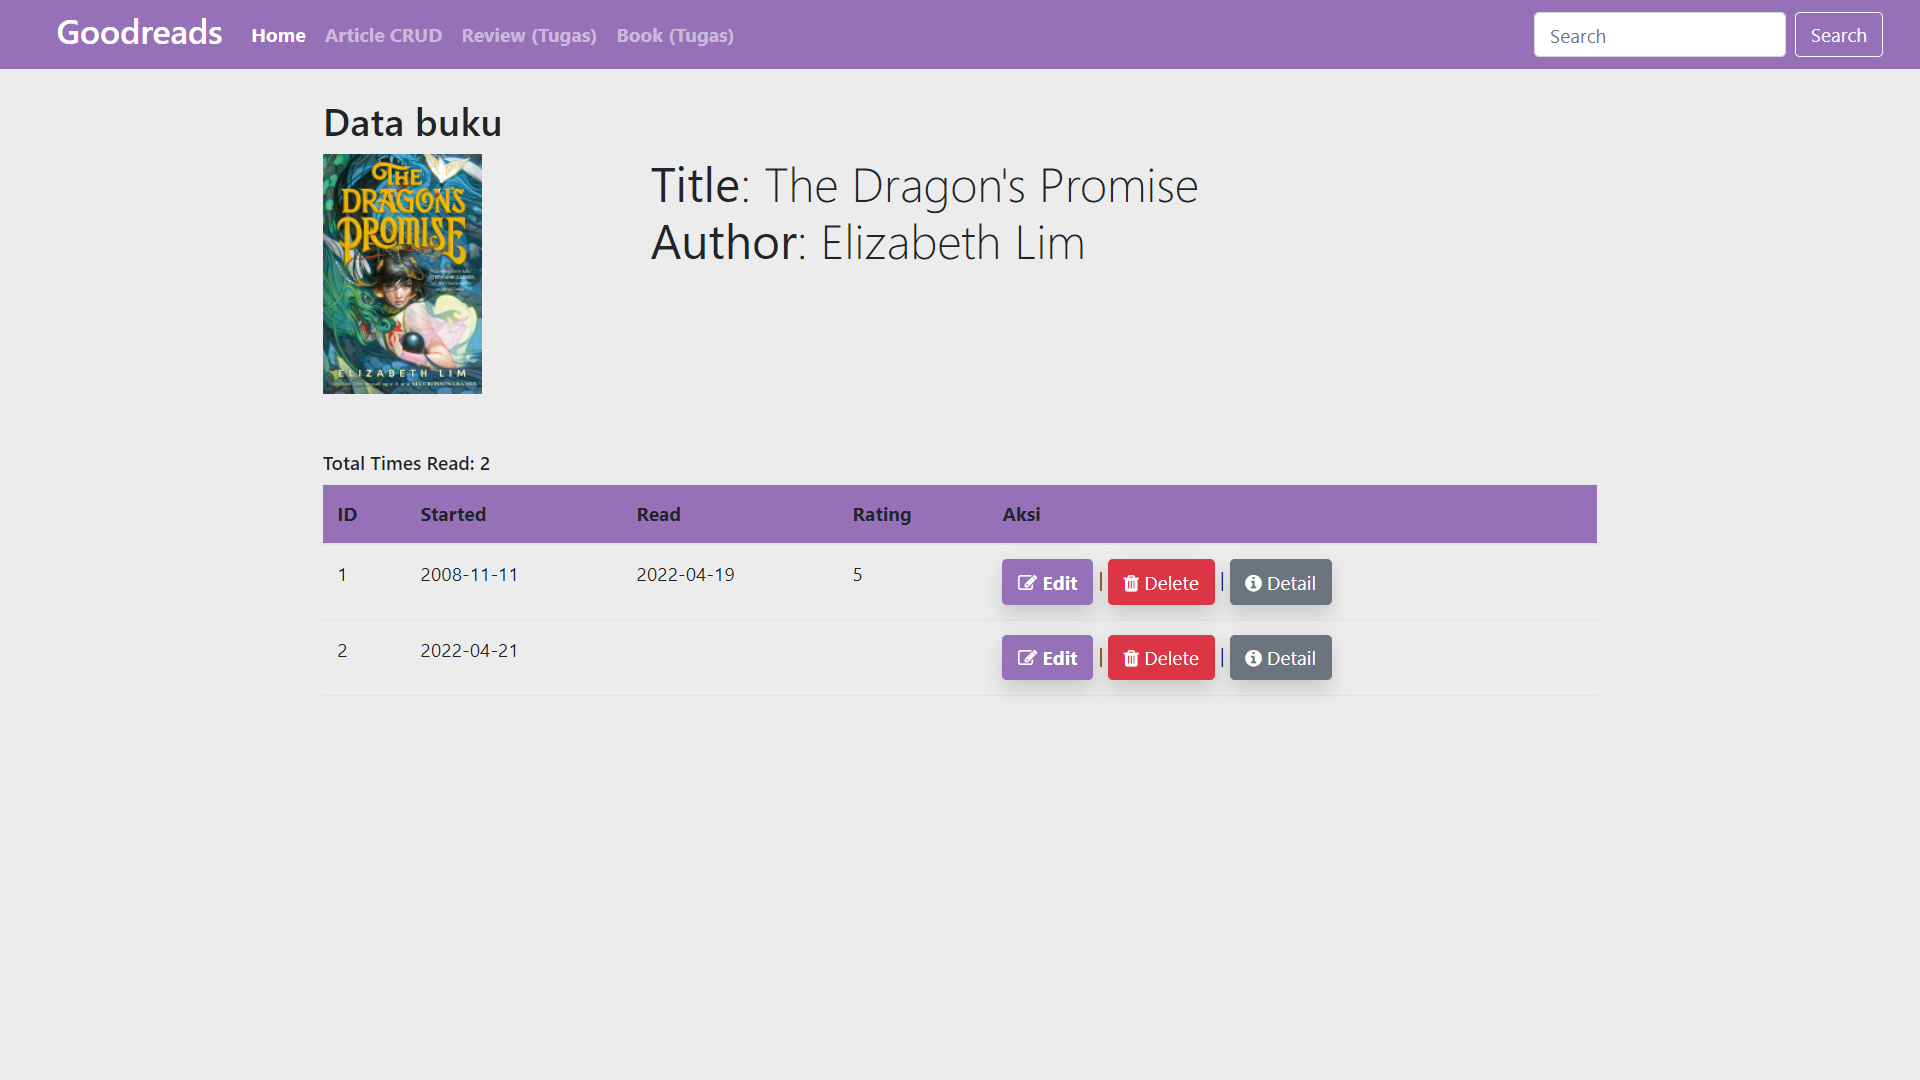 Goodreads Home Article CRUD Review (Tugas) Book (Tugas) Search Search
Data buku
THE
DRAGON'S
PROMISE
ELIZABETH LIM
Title: The Dragon's Promise
Author: Elizabeth Lim
Total Times Read: 2
ID Started Read Rating Aksi
1 2008-11-11 2022-04-19 5 Edit | Delete | Detail
2 2022-04-21 Edit | Delete | Detail